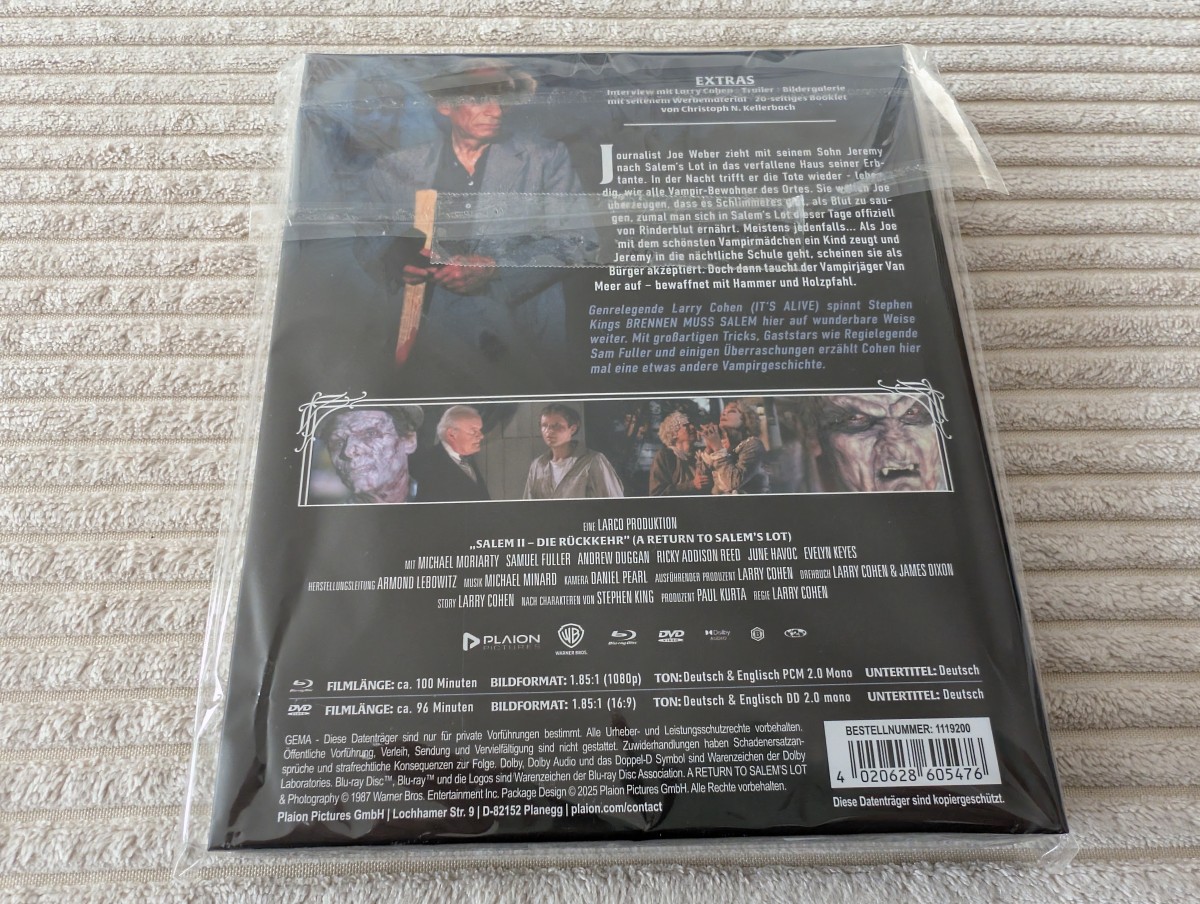 EXTRAS
Interview mit Larry Cohen · Trailer · Bildergalerie
mit seltenem Werbematerial · 20-seitiges Booklet
von Christoph N. Kellerbach
Journalist Joe Weber zieht mit seinem Sohn Jeremy
nach Salem's Lot in das verfallene Haus seiner Erb-
tante. In der Nacht trifft er die Tote wieder - leben-
dig, wie alle Vampir-Bewohner des Ortes. Sie wollen Joe
überzeugen, dass es Schlimmeres gibt, als Blut zu sau-
gen, zumal man sich in Salem's Lot dieser Tage offiziell
von Rinderblut ernährt. Meistens jedenfalls... Als Joe
mit dem schönsten Vampirmädchen ein Kind zeugt und
Jeremy in die nächtliche Schule geht, scheinen sie als
Bürger akzeptiert. Doch dann taucht der Vampirjäger Van
Meer auf – bewaffnet mit Hammer und Holzpfahl.
Genrelegende Larry Cohen (IT'S ALIVE) spinnt Stephen
Kings BRENNEN MUSS SALEM hier auf wunderbare Weise
weiter. Mit großartigen Tricks, Gaststars wie Regielegende
Sam Fuller und einigen Überraschungen erzählt Cohen hier
mal eine etwas andere Vampirgeschichte.
EINE LARCO PRODUKTION
„SALEM II – DIE RÜCKKEHR" (A RETURN TO SALEM'S LOT)
MIT MICHAEL MORIARTY SAMUEL FULLER ANDREW DUGGAN RICKY ADDISON REED JUNE HAVOC EVELYN KEYES
HERSTELLUNGSLEITUNG ARMOND LEBOWITZ MUSIK MICHAEL MINARD KAMERA DANIEL PEARL AUSFÜHRENDER PRODUZENT LARRY COHEN DREHBUCH LARRY COHEN & JAMES DIXON
STORY LARRY COHEN NACH CHARAKTEREN VON STEPHEN KING PRODUZENT PAUL KURTA REGIE LARRY COHEN
PLAION PICTURES WB WARNER BROS. Blu-ray Disc DVD VIDEO Dolby AUDIO
Blu-ray Disc FILMLÄNGE: ca. 100 Minuten BILDFORMAT: 1.85:1 (1080p) TON: Deutsch & Englisch PCM 2.0 Mono UNTERTITEL: Deutsch
DVD VIDEO FILMLÄNGE: ca. 96 Minuten BILDFORMAT: 1.85:1 (16:9) TON: Deutsch & Englisch DD 2.0 mono UNTERTITEL: Deutsch
GEMA - Diese Datenträger sind nur für private Vorführungen bestimmt. Alle Urheber- und Leistungsschutzrechte vorbehalten.
Öffentliche Vorführung, Verleih, Sendung und Vervielfältigung sind nicht gestattet. Zuwiderhandlungen haben Schadenersatzan-
sprüche und strafrechtliche Konsequenzen zur Folge. Dolby, Dolby Audio und das Doppel-D Symbol sind Warenzeichen der Dolby
Laboratories. Blu-ray Disc™, Blu-ray™ und die Logos sind Warenzeichen der Blu-ray Disc Association. A RETURN TO SALEM'S LOT
& Photography © 1987 Warner Bros. Entertainment Inc. Package Design © 2025 Plaion Pictures GmbH. Alle Rechte vorbehalten.
Plaion Pictures GmbH | Lochhamer Str. 9 | D-82152 Planegg | plaion.com/contact
BESTELLNUMMER: 1119200
4 020628 605476
Diese Datenträger sind kopiergeschützt.